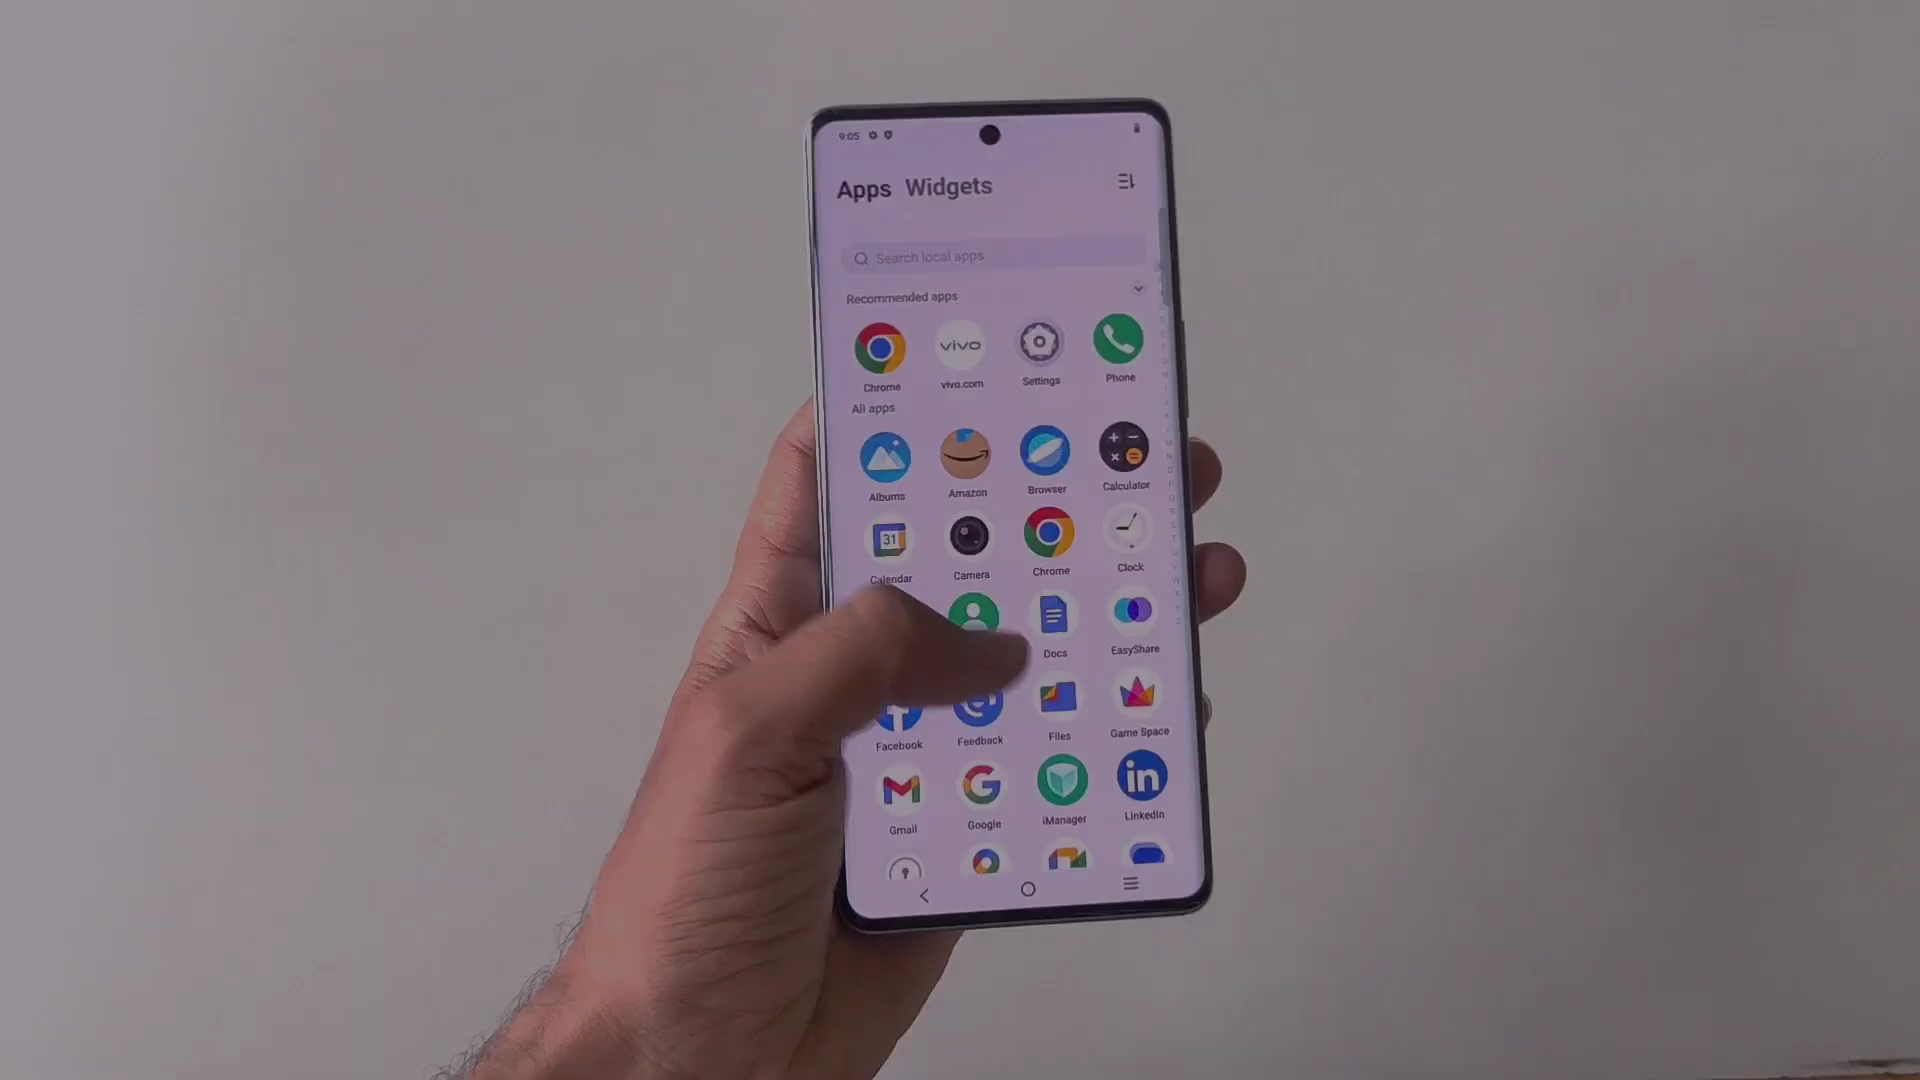 9:05
Apps Widgets
Search local apps
Recommended apps
vivo
Chrome vivo.com Settings Phone
All apps
Albums Amazon Browser Calculator
31
Calendar Camera Chrome Clock
Docs EasyShare
Facebook Feedback Files Game Space
in
Gmail Google iManager LinkedIn